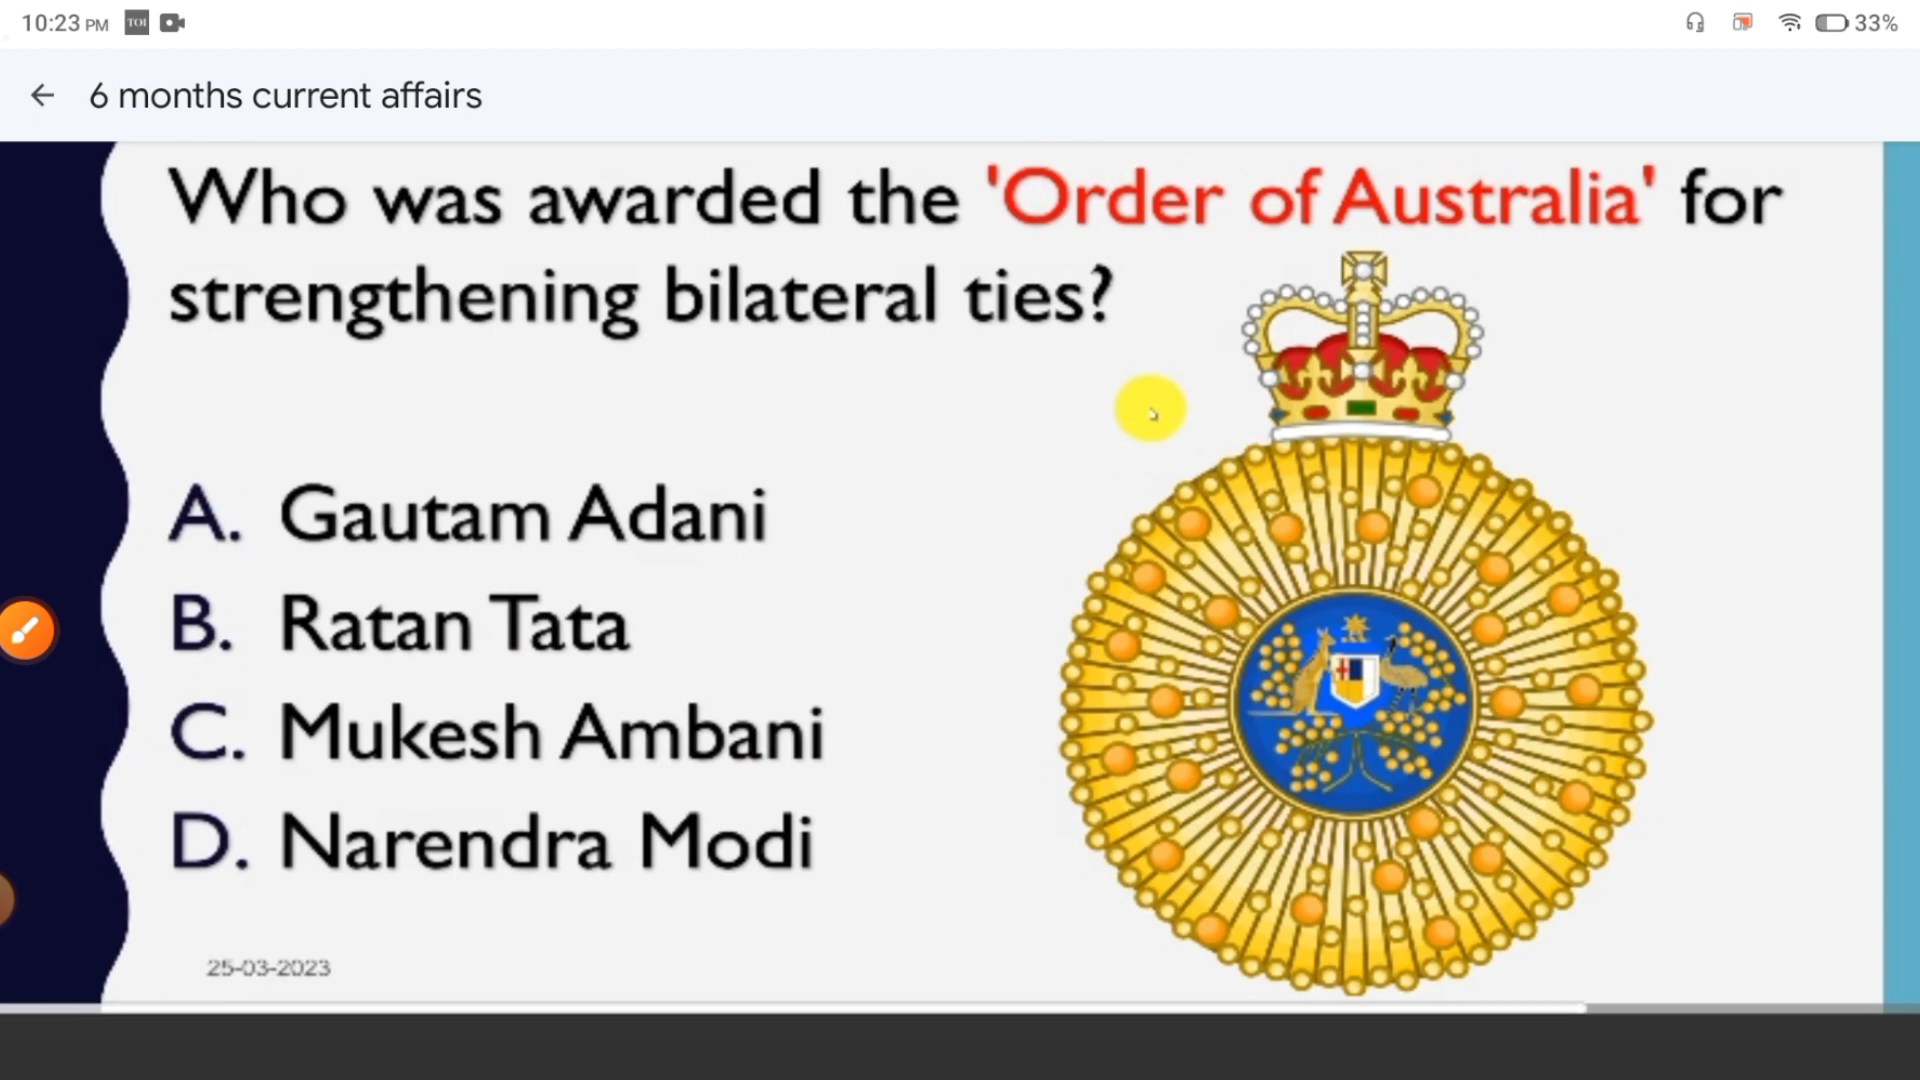 10:23 PM TOI 33%
6 months current affairs
Who was awarded the 'Order of Australia' for
strengthening bilateral ties?
A. Gautam Adani
B. Ratan Tata
C. Mukesh Ambani
D. Narendra Modi
25-03-2023